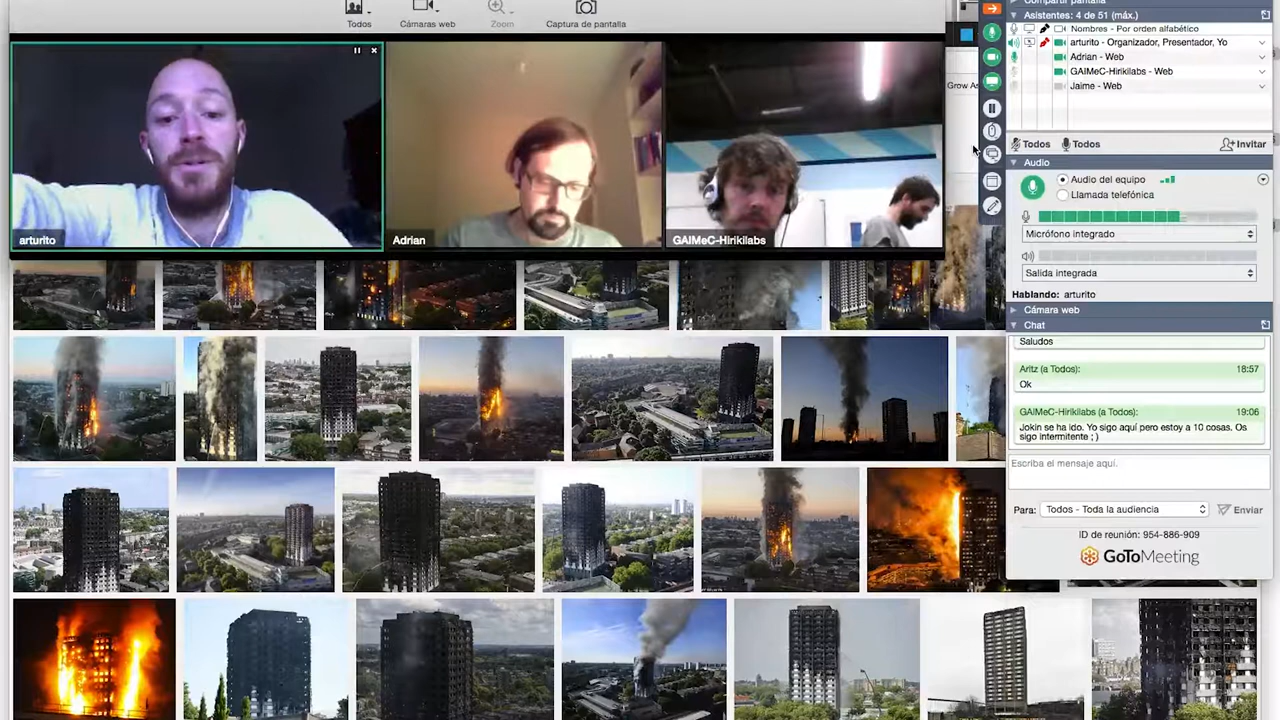 Todos
Cámaras web
Zoom
Captura de pantalla
arturito
Adrian
GAIMeC-Hirikilabs
Grow As
Compartir pantalla
Asistentes: 4 de 51 (máx.)
Nombres - Por orden alfabético
arturito - Organizador, Presentador, Yo
Adrian - Web
GAIMeC-Hirikilabs - Web
Jaime - Web
Todos
Todos
Invitar
Audio
Audio del equipo
Llamada telefónica
Micrófono integrado
Salida integrada
Hablando: arturito
Cámara web
Chat
Saludos
Aritz (a Todos): 18:57
Ok
GAIMeC-Hirikilabs (a Todos): 19:06
Jokin se ha ido. Yo sigo aquí pero estoy a 10 cosas. Os
sigo intermitente ; )
Escriba el mensaje aquí.
Para: Todos - Toda la audiencia
Enviar
ID de reunión: 954-886-909
GoToMeeting